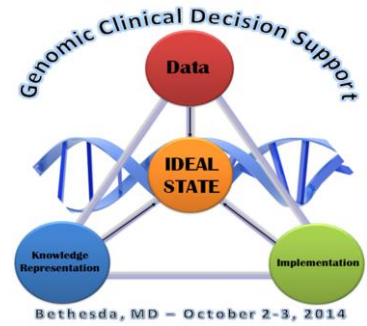 Genomic Clinical Decision Support
Data
IDEAL
STATE
Knowledge
Representation
Implementation
Bethesda, MD – October 2-3, 2014